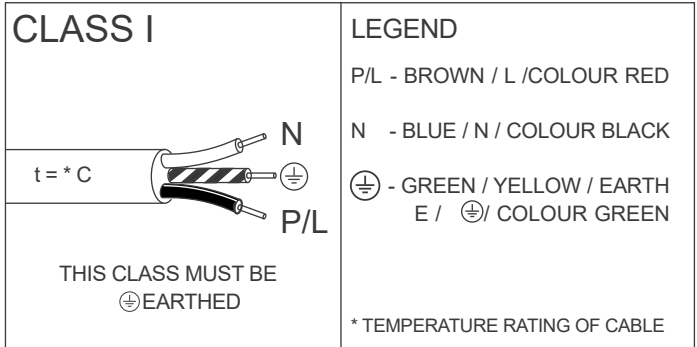 CLASS I
N
⏚
t = * C
P/L
THIS CLASS MUST BE
⏚ EARTHED
LEGEND
P/L - BROWN / L /COLOUR RED
N - BLUE / N / COLOUR BLACK
⏚ - GREEN / YELLOW / EARTH
E / ⏚/ COLOUR GREEN
* TEMPERATURE RATING OF CABLE